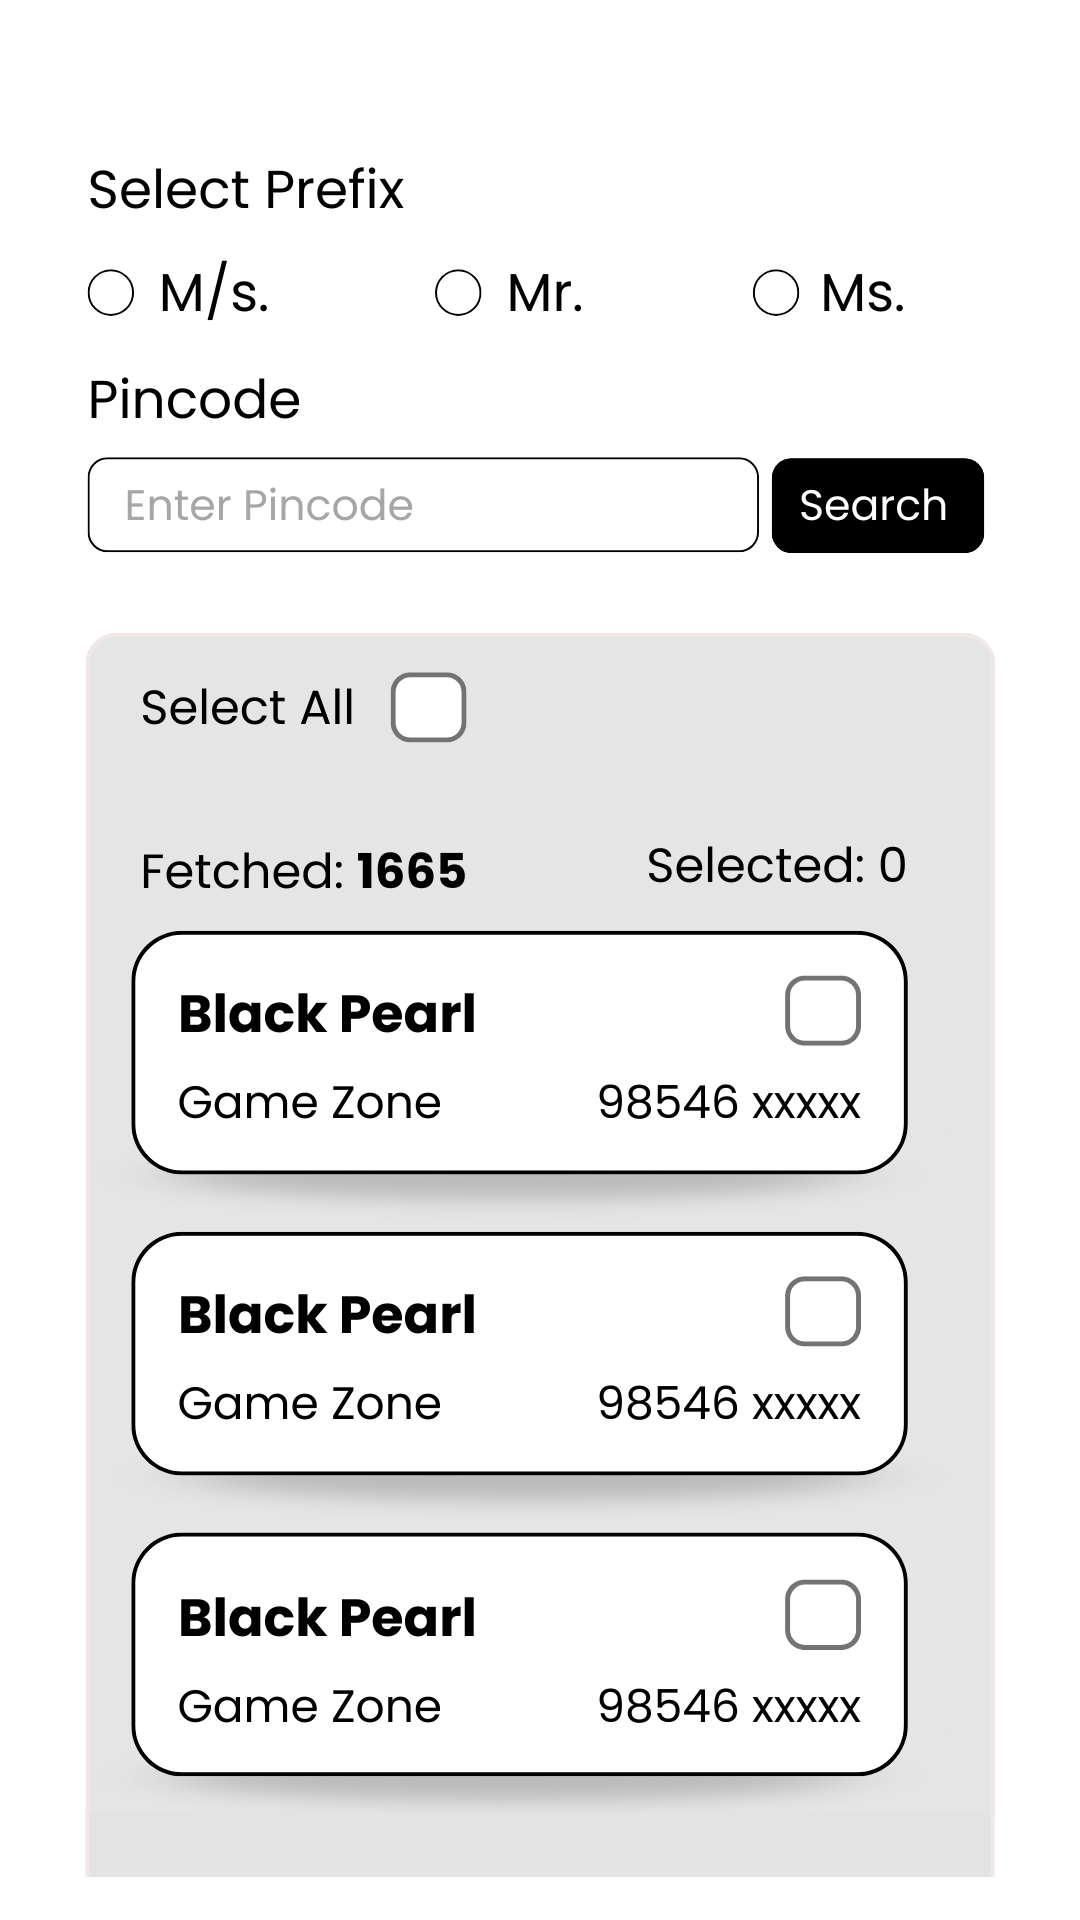 Select Prefix
M/s. Mr. Ms.
Pincode
Enter Pincode Search
Select All
Fetched: 1665 Selected: 0
Black Pearl
Game Zone 98546 xxxxx
Black Pearl
Game Zone 98546 xxxxx
Black Pearl
Game Zone 98546 xxxxx